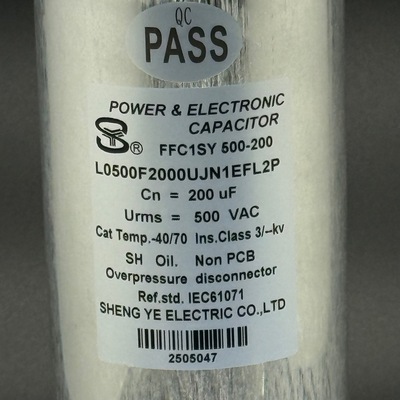 QC
PASS
POWER & ELECTRONIC
CAPACITOR
® FFC1SY 500-200
L0500F2000UJN1EFL2P
Cn = 200 uF
Urms = 500 VAC
Cat Temp.-40/70 Ins.Class 3/--kv
SH Oil. Non PCB
Overpressure disconnector
Ref.std. IEC61071
SHENG YE ELECTRIC CO.,LTD
2505047